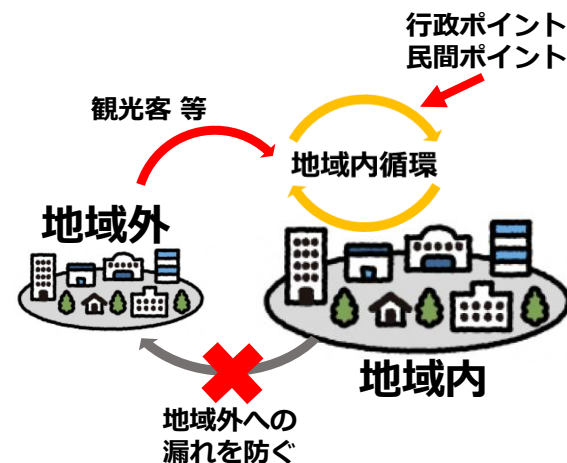 行政ポイント
民間ポイント
観光客 等
地域内循環
地域外
地域内
地域外への
漏れを防ぐ